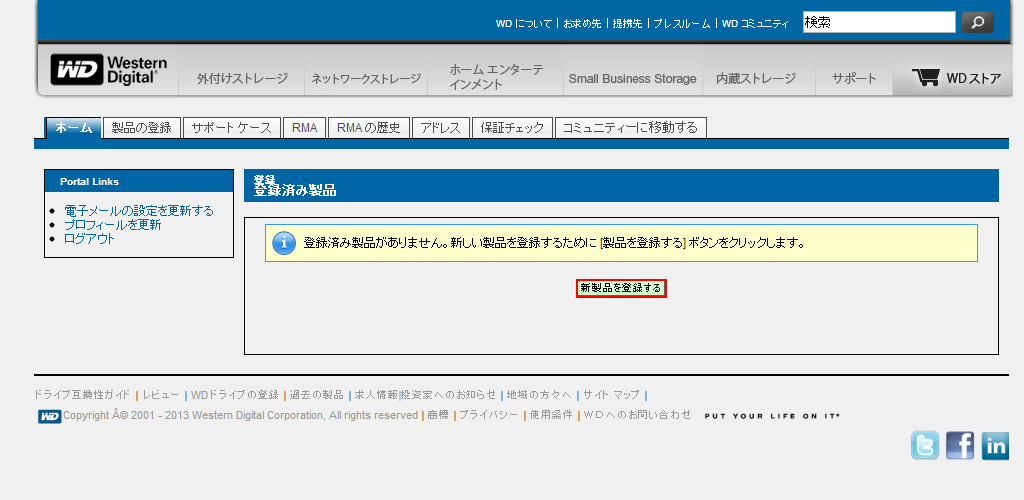 WD について | お求め先 | 提携先 | プレスルーム | WD コミュニティ
検索
WD Western Digital®
外付けストレージ
ネットワークストレージ
ホーム エンターテインメント
Small Business Storage
内蔵ストレージ
サポート
WDストア
ホーム
製品の登録
サポート ケース
RMA
RMA の歴史
アドレス
保証チェック
コミュニティーに移動する
Portal Links
電子メールの設定を更新する
プロフィールを更新
ログアウト
登録
登録済み製品
登録済み製品がありません。新しい製品を登録するために [製品を登録する] ボタンをクリックします。
新製品を登録する
ドライブ互換性ガイド | レビュー | WDドライブの登録 | 過去の製品 | 求人情報|投資家へのお知らせ | 地域の方々へ | サイト マップ |
WD Copyright Â© 2001 - 2013 Western Digital Corporation, All rights reserved | 商標 | プライバシー | 使用条件 | ＷＤへのお問い合わせ PUT YOUR LIFE ON IT®